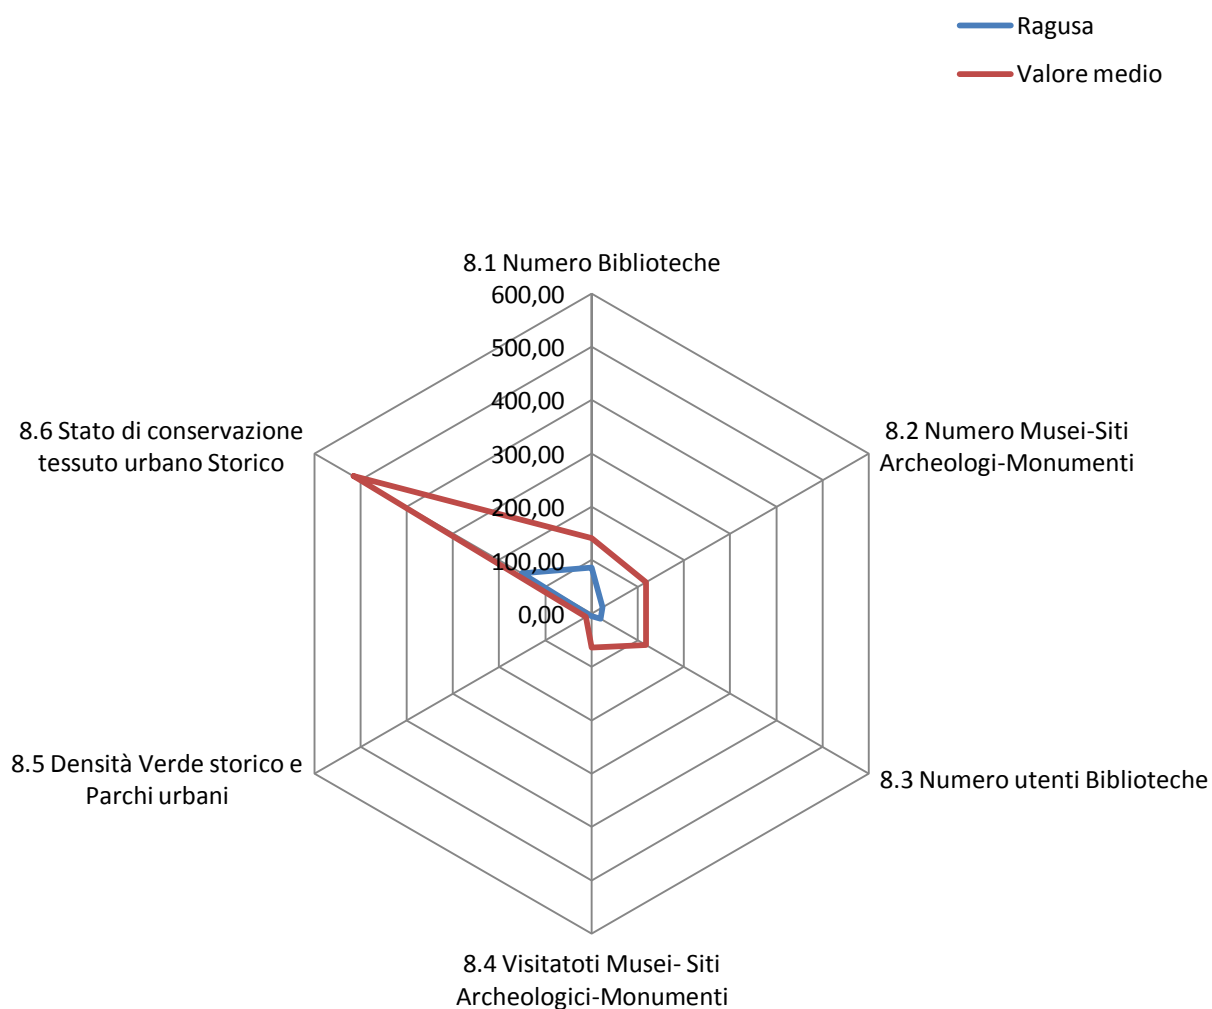 Ragusa
Valore medio
8.1 Numero Biblioteche
600,00
500,00
400,00
300,00
200,00
100,00
0,00
8.2 Numero Musei-Siti
Archeologi-Monumenti
8.3 Numero utenti Biblioteche
8.4 Visitatoti Musei- Siti
Archeologici-Monumenti
8.5 Densità Verde storico e
Parchi urbani
8.6 Stato di conservazione
tessuto urbano Storico